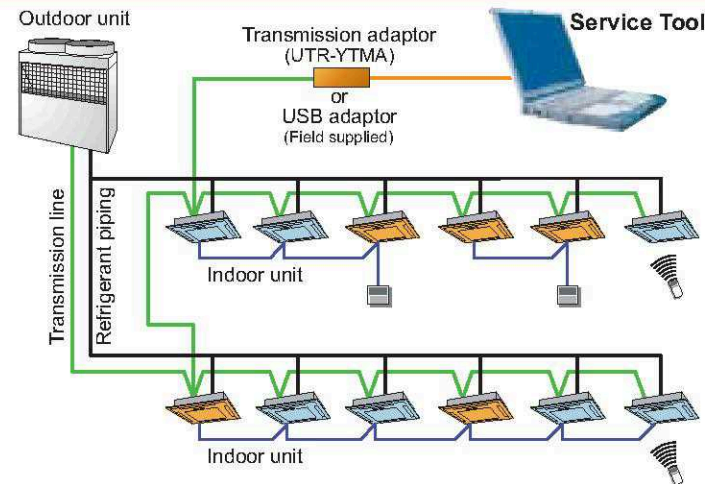 Outdoor unit
Transmission adaptor
(UTR-YTMA)
or
USB adaptor
(Field supplied)
Service Tool
Transmission line
Refrigerant piping
Indoor unit
Indoor unit